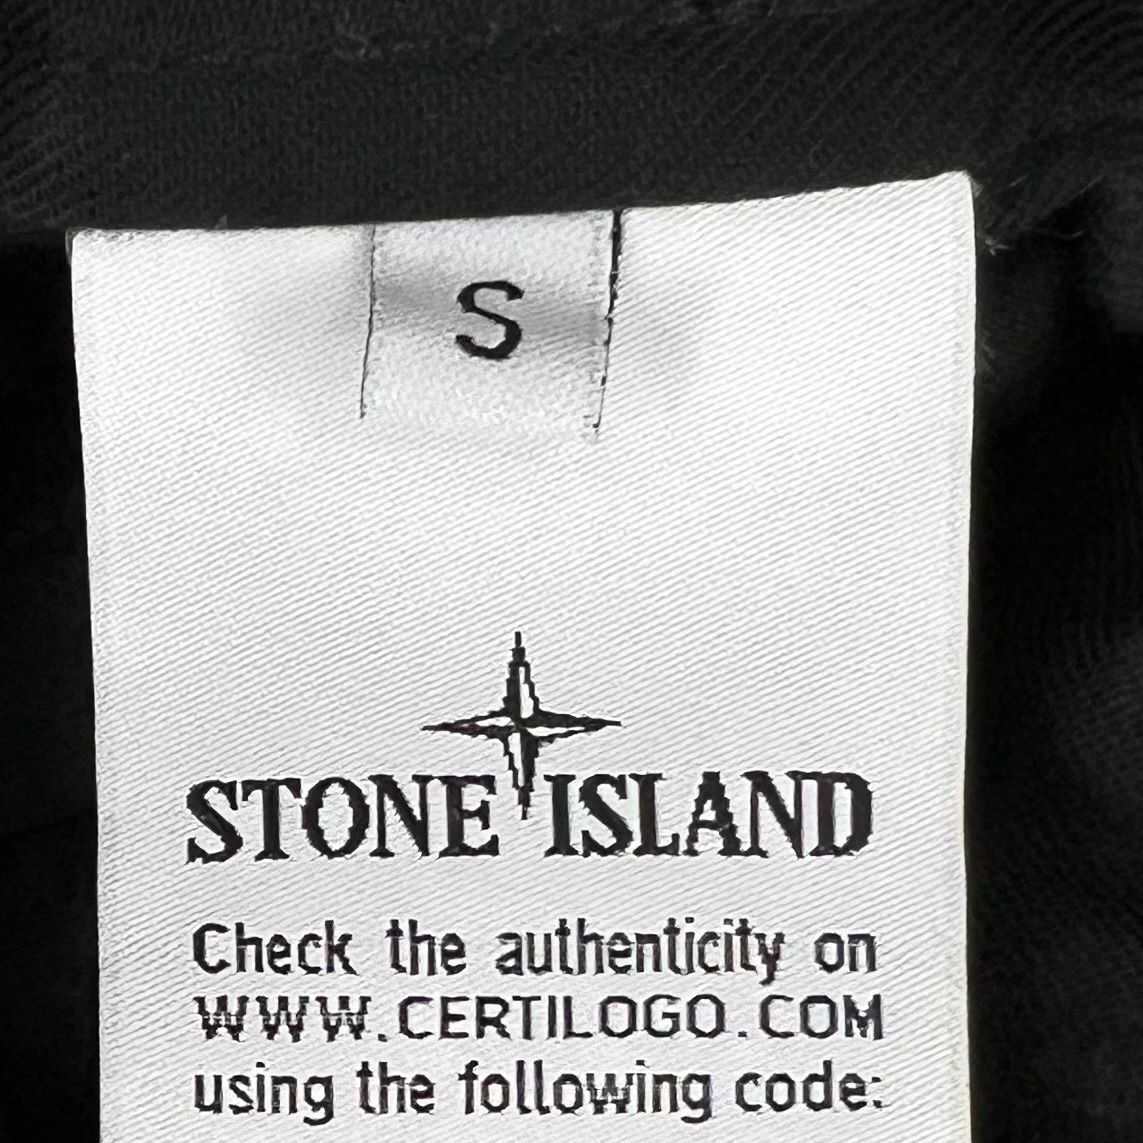 S
STONE ISLAND
Check the authenticity on
WWW.CERTILOGO.COM
using the following code: